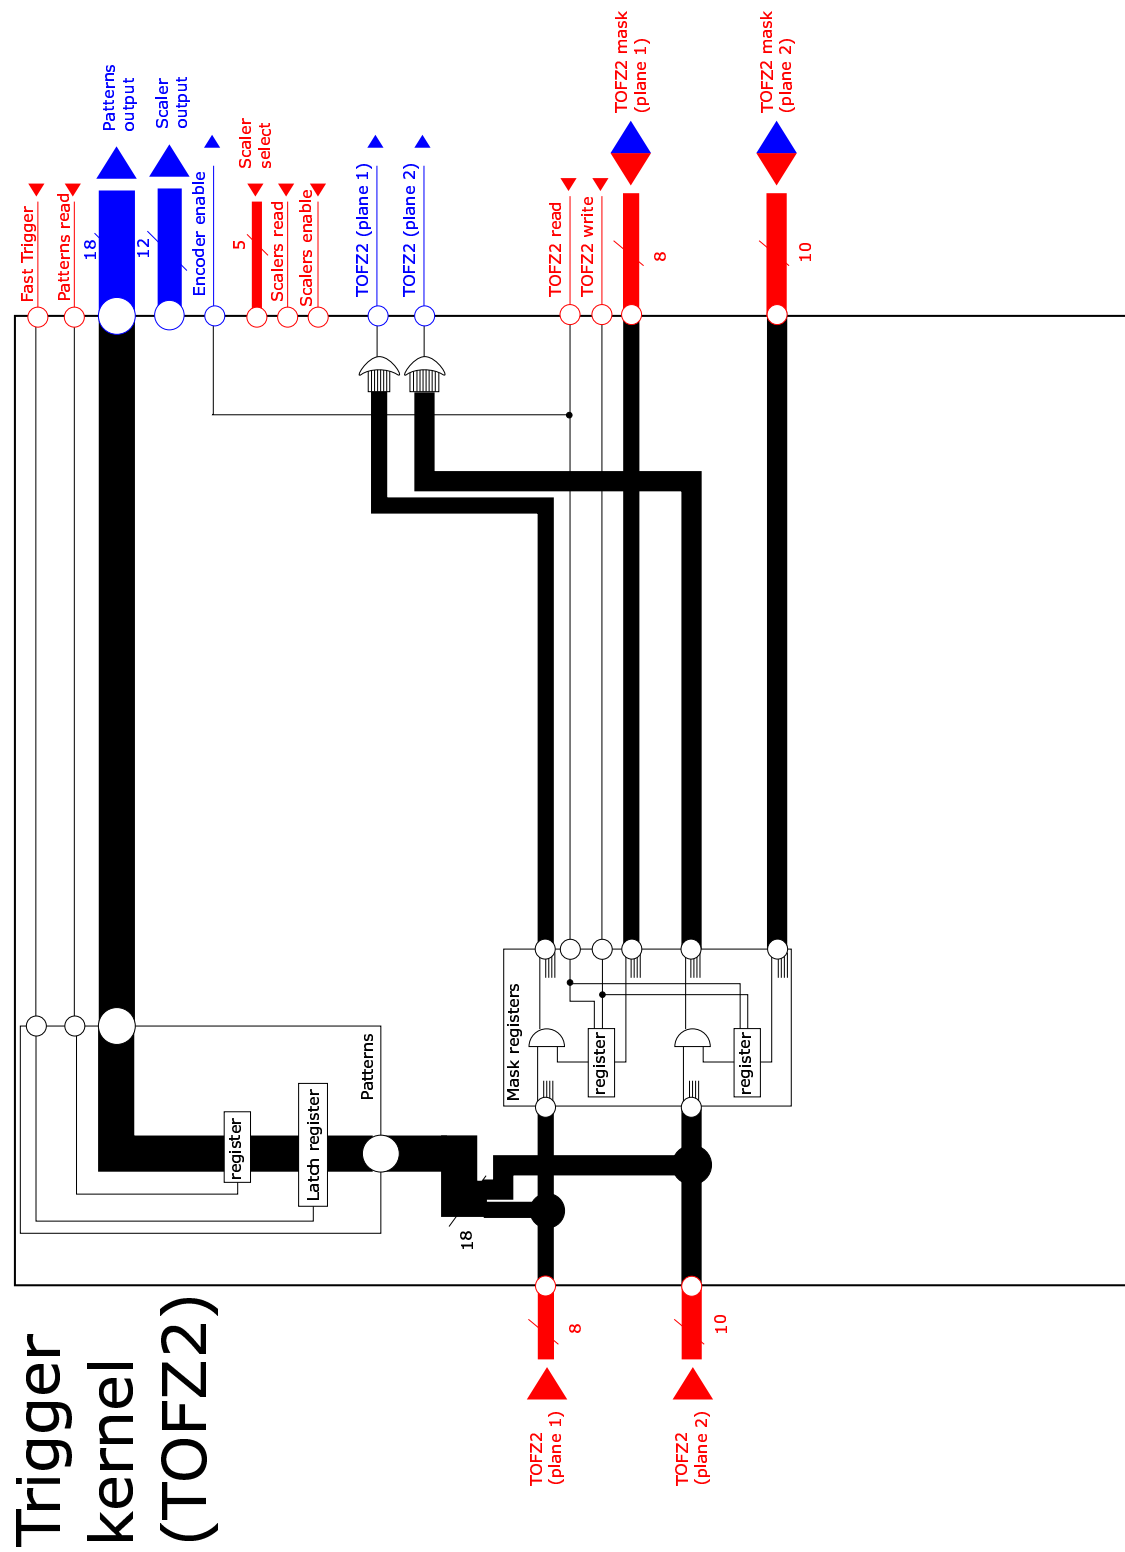 Trigger
kernel
(TOFZ2)
Fast Trigger
Patterns read
18
Patterns
output
12
Scaler
output
Encoder enable
5
Scaler
select
Scalers read
Scalers enable
TOFZ2 (plane 1)
TOFZ2 (plane 2)
TOFZ2 read
TOFZ2 write
TOFZ2 mask
(plane 1)
8
TOFZ2 mask
(plane 2)
10
register
Latch register
Patterns
18
Mask registers
register
register
8
10
TOFZ2
(plane 1)
TOFZ2
(plane 2)